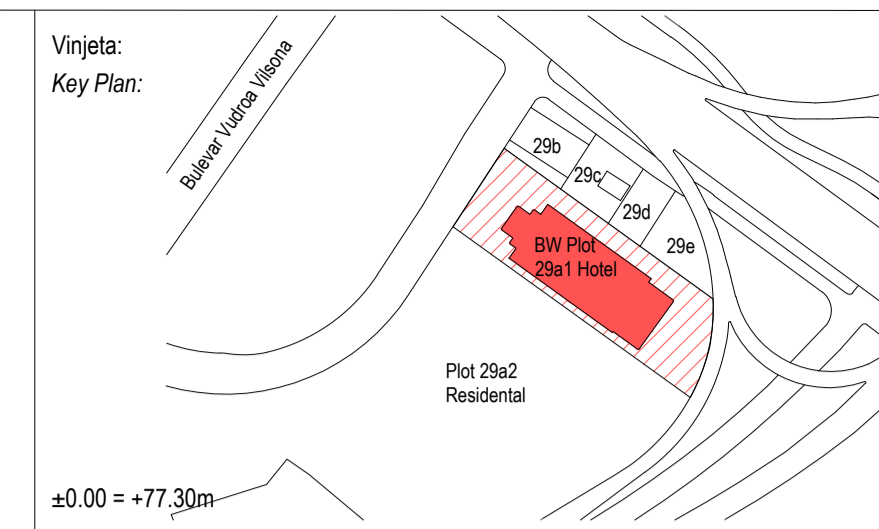 Vinjeta:
Key Plan:
Bulevar Vudroa Vilsona
29b
29c
29d
29e
BW Plot
29a1 Hotel
Plot 29a2
Residental
±0.00 = +77.30m